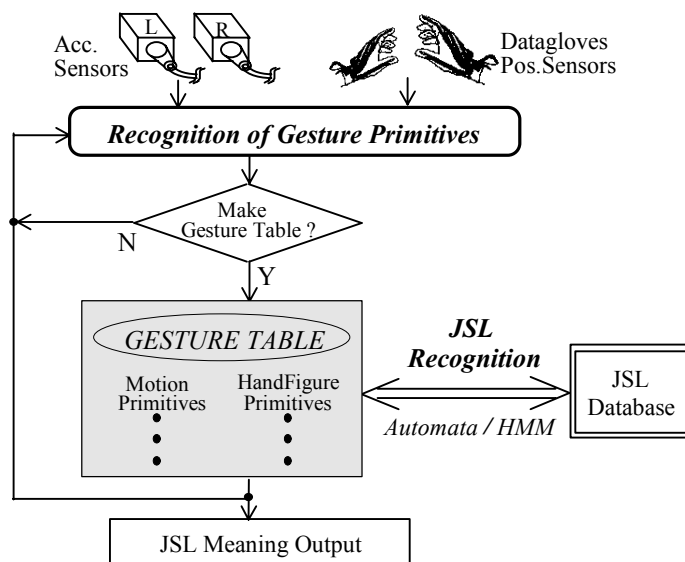 Acc.
Sensors
L
R
Datagloves
Pos.Sensors
Recognition of Gesture Primitives
Make
Gesture Table ?
N
Y
GESTURE TABLE
Motion
Primitives
HandFigure
Primitives
JSL
Recognition
Automata / HMM
JSL
Database
JSL Meaning Output